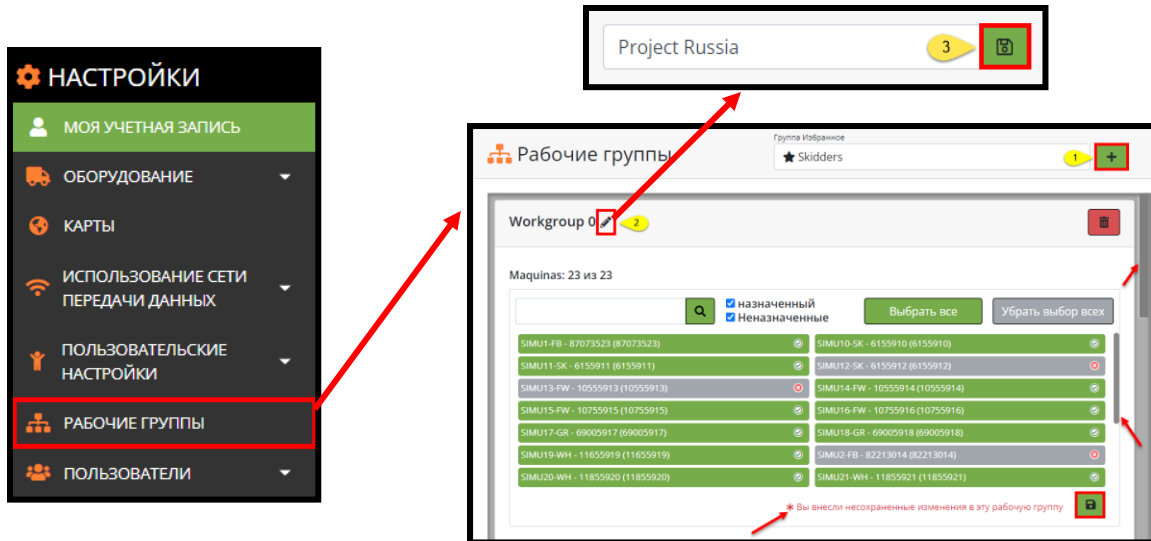 НАСТРОЙКИ
МОЯ УЧЕТНАЯ ЗАПИСЬ
ОБОРУДОВАНИЕ
КАРТЫ
ИСПОЛЬЗОВАНИЕ СЕТИ
ПЕРЕДАЧИ ДАННЫХ
ПОЛЬЗОВАТЕЛЬСКИЕ
НАСТРОЙКИ
РАБОЧИЕ ГРУППЫ
ПОЛЬЗОВАТЕЛИ
Project Russia 3
Рабочие группы
Группа Избранное
Skidders 1 +
Workgroup 0 2
Maquinas: 23 из 23
назначенный
Неназначенные
Выбрать все Убрать выбор всех
SIMU1-FB - 87073523 (87073523) SIMU10-SK - 6155910 (6155910)
SIMU11-SK - 6155911 (6155911) SIMU12-SK - 6155912 (6155912)
SIMU13-FW - 10555913 (10555913) SIMU14-FW - 10555914 (10555914)
SIMU15-FW - 10755915 (10755915) SIMU16-FW - 10755916 (10755916)
SIMU17-GR - 69005917 (69005917) SIMU18-GR - 69005918 (69005918)
SIMU19-WH - 11655919 (11655919) SIMU2-FB - 82213014 (82213014)
SIMU20-WH - 11855920 (11855920) SIMU21-WH - 11855921 (11855921)
* Вы внесли несохраненные изменения в эту рабочую группу